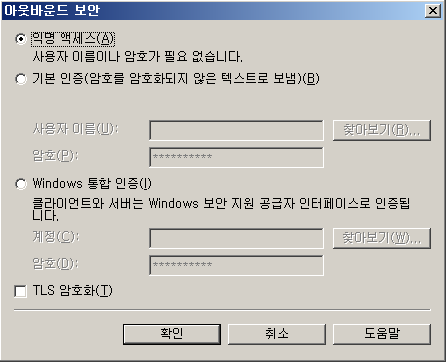 아웃바운드 보안
익명 액세스(A)
사용자 이름이나 암호가 필요 없습니다.
기본 인증(암호를 암호화되지 않은 텍스트로 보냄)(B)
사용자 이름(U):
찾아보기(R)...
암호(P):
**********
Windows 통합 인증(I)
클라이언트와 서버는 Windows 보안 지원 공급자 인터페이스로 인증됩
니다.
계정(C):
찾아보기(W)...
암호(D):
**********
TLS 암호화(T)
확인
취소
도움말